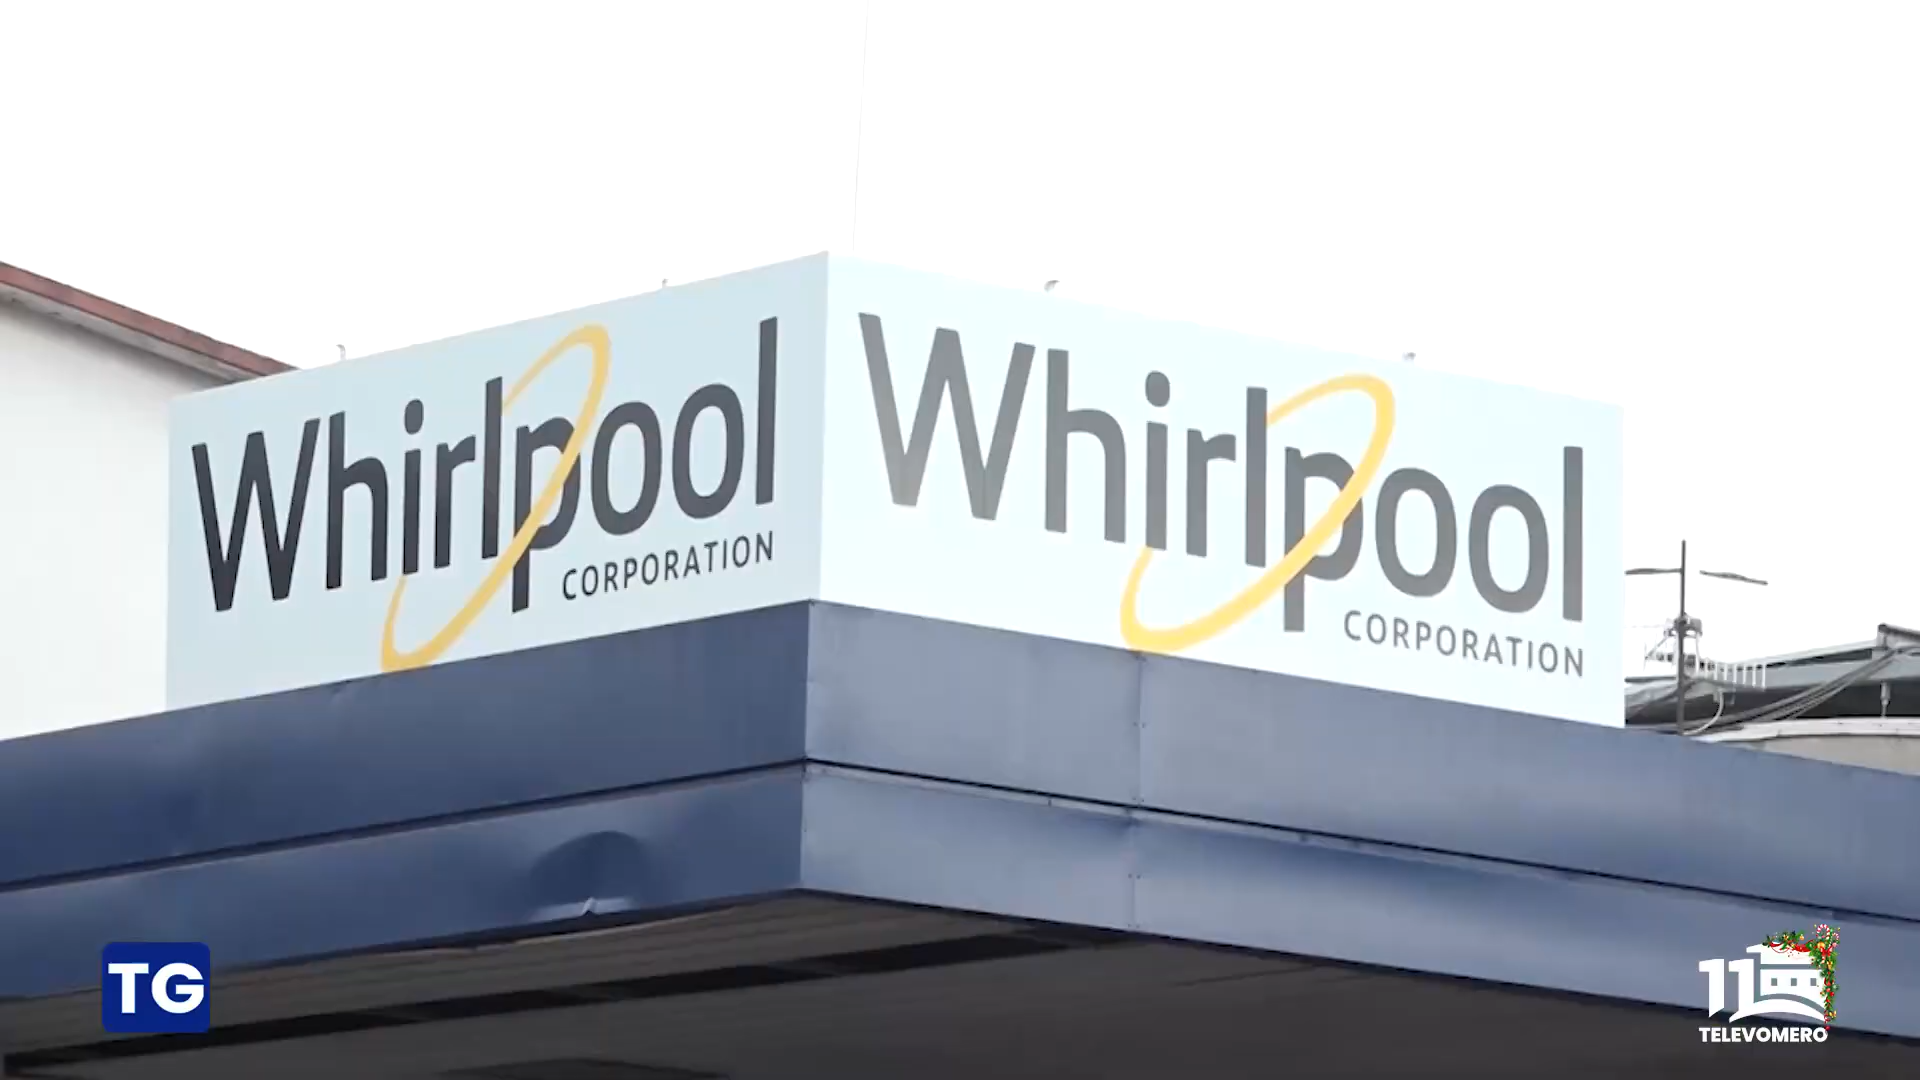 Whirlpool
CORPORATION
Whirlpool
CORPORATION
TG
11
TELEVOMERO